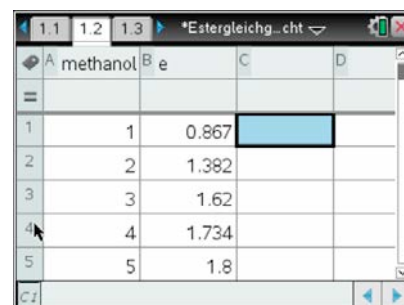 1.1 1.2 1.3 *Estergleichg...cht
A methanol B e C D
=
1 1 0.867
2 2 1.382
3 3 1.62
4 4 1.734
5 5 1.8
C1